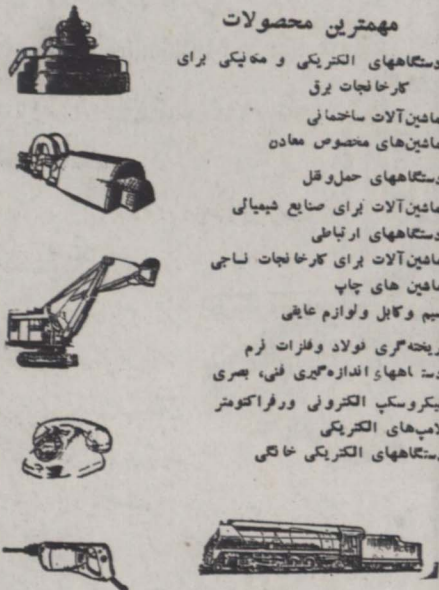 مهمترین محصولات
دستگاههای الکتریکی و مکانیکی برای
کارخانجات برق
ماشین‌آلات ساختمانی
ماشین‌های مخصوص معادن
دستگاههای حمل‌و‌نقل
ماشین‌آلات برای صنایع شیمیائی
دستگاههای ارتباطی
ماشین‌آلات برای کارخانجات نساجی
ماشین های چاپ
سیم وکابل ولوازم عایقی
ریخته‌گری فولاد وفلزات نرم
دستگاههای اندازه‌گیری فنی، بصری
میکروسکپ الکترونی ورفراکتومتر
لامپ‌های الکتریکی
دستگاههای الکتریکی خانگی